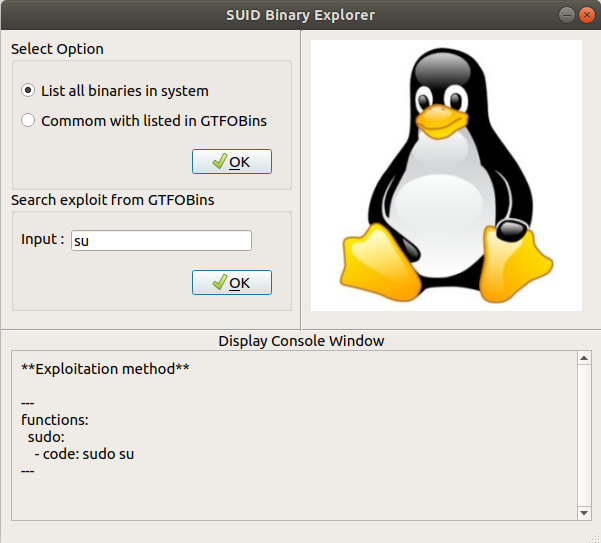 SUID Binary Explorer
Select Option
List all binaries in system
Commom with listed in GTFOBins
OK
Search exploit from GTFOBins
Input : su
OK
Display Console Window
**Exploitation method**
---
functions:
sudo:
- code: sudo su
---